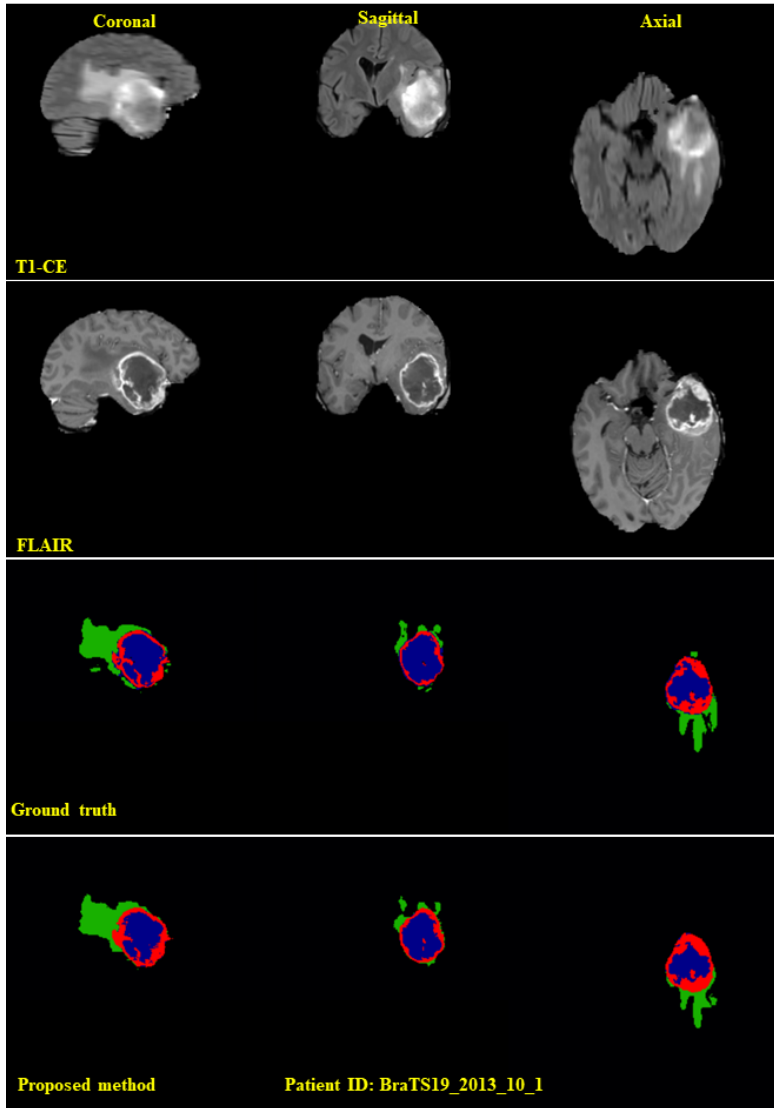 Coronal
Sagittal
Axial
T1-CE
FLAIR
Ground truth
Proposed method
Patient ID: BraTS19_2013_10_1